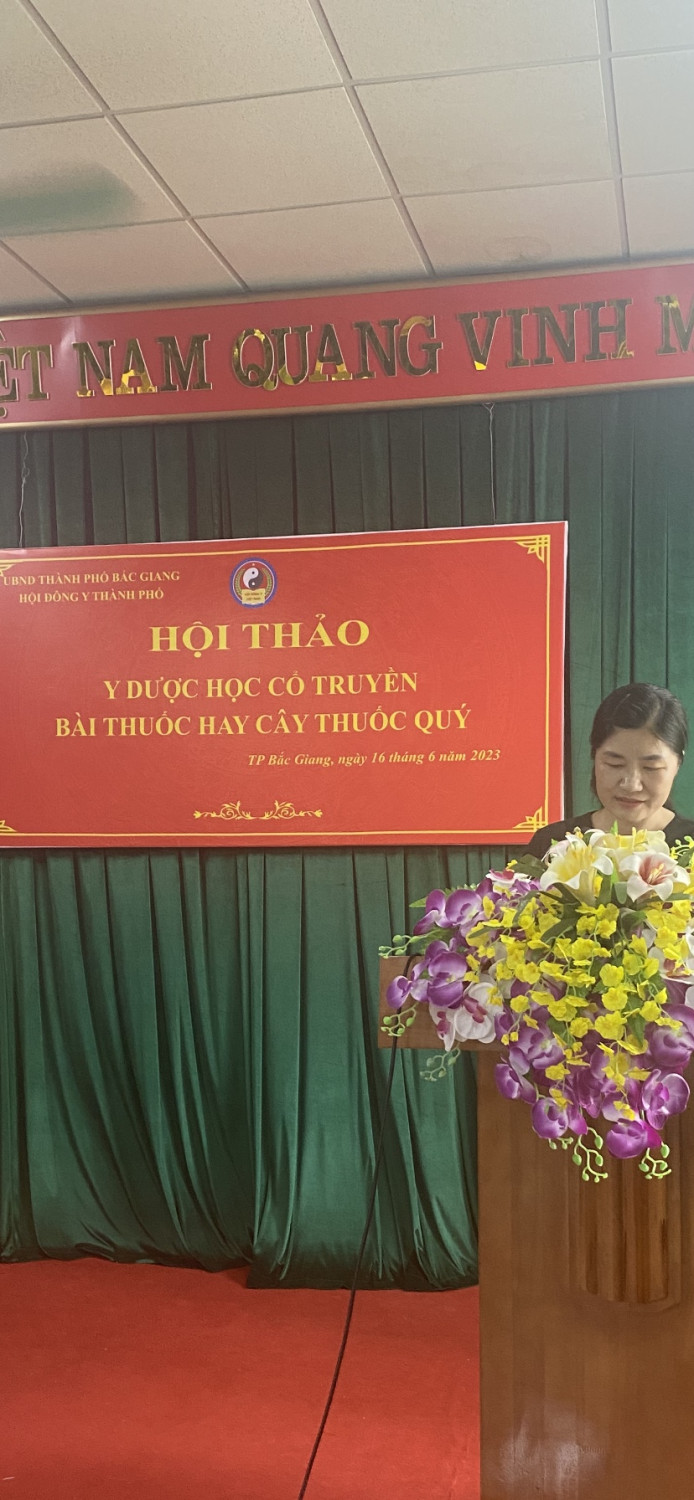 ỆT NAM QUANG VINH M
UBND THÀNH PHỐ BẮC GIANG
HỘI ĐÔNG Y THÀNH PHỐ
HỘI THẢO
Y DƯỢC HỌC CỔ TRUYỀN
BÀI THUỐC HAY CÂY THUỐC QUÝ
TP Bắc Giang, ngày 16 tháng 6 năm 2023